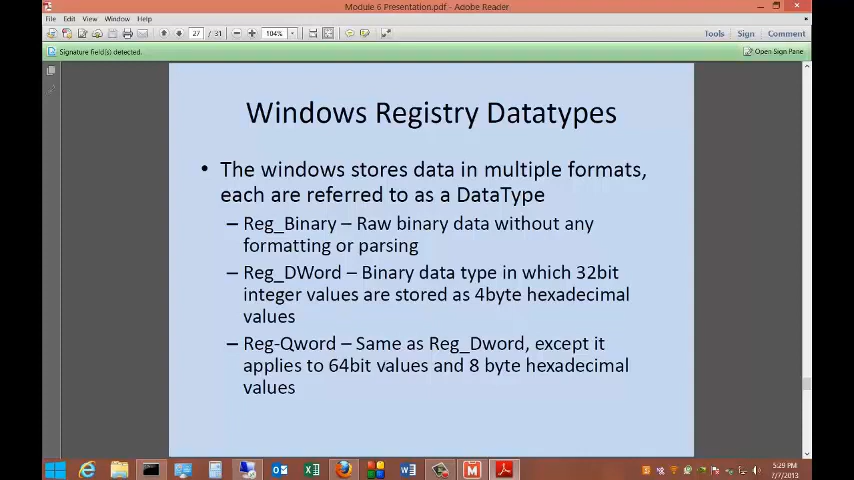 Module 6 Presentation.pdf - Adobe Reader
File Edit View Window Help
27 / 31 104% Tools Sign Comment
Signature field(s) detected. Open Sign Pane
Windows Registry Datatypes
• The windows stores data in multiple formats,
each are referred to as a DataType
– Reg_Binary – Raw binary data without any
formatting or parsing
– Reg_DWord – Binary data type in which 32bit
integer values are stored as 4byte hexadecimal
values
– Reg-Qword – Same as Reg_Dword, except it
applies to 64bit values and 8 byte hexadecimal
values
5:29 PM
7/7/2013